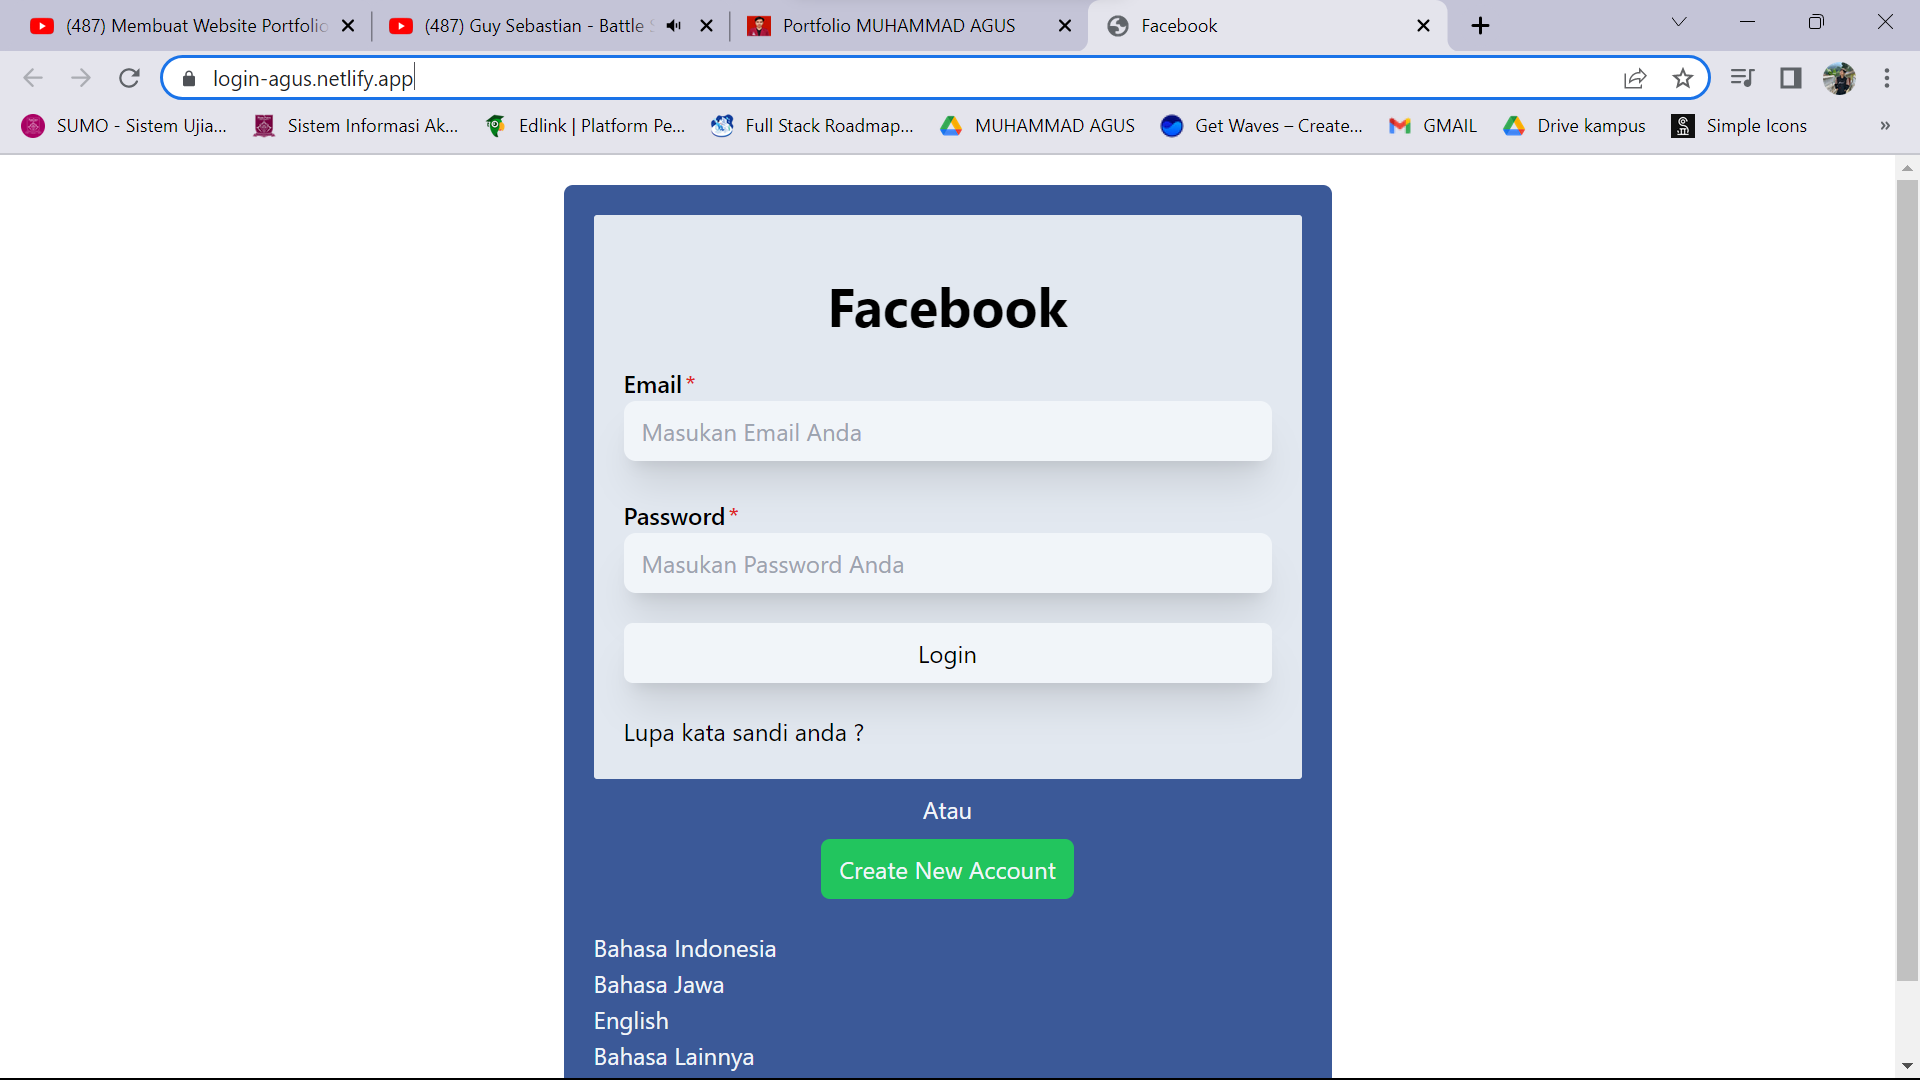 (487) Membuat Website Portfolio
(487) Guy Sebastian - Battle
Portfolio MUHAMMAD AGUS
Facebook
login-agus.netlify.app
SUMO - Sistem Ujia...
Sistem Informasi Ak...
Edlink | Platform Pe...
Full Stack Roadmap...
MUHAMMAD AGUS
Get Waves – Create...
GMAIL
Drive kampus
Simple Icons
»
Facebook
Email *
Masukan Email Anda
Password *
Masukan Password Anda
Login
Lupa kata sandi anda ?
Atau
Create New Account
Bahasa Indonesia
Bahasa Jawa
English
Bahasa Lainnya